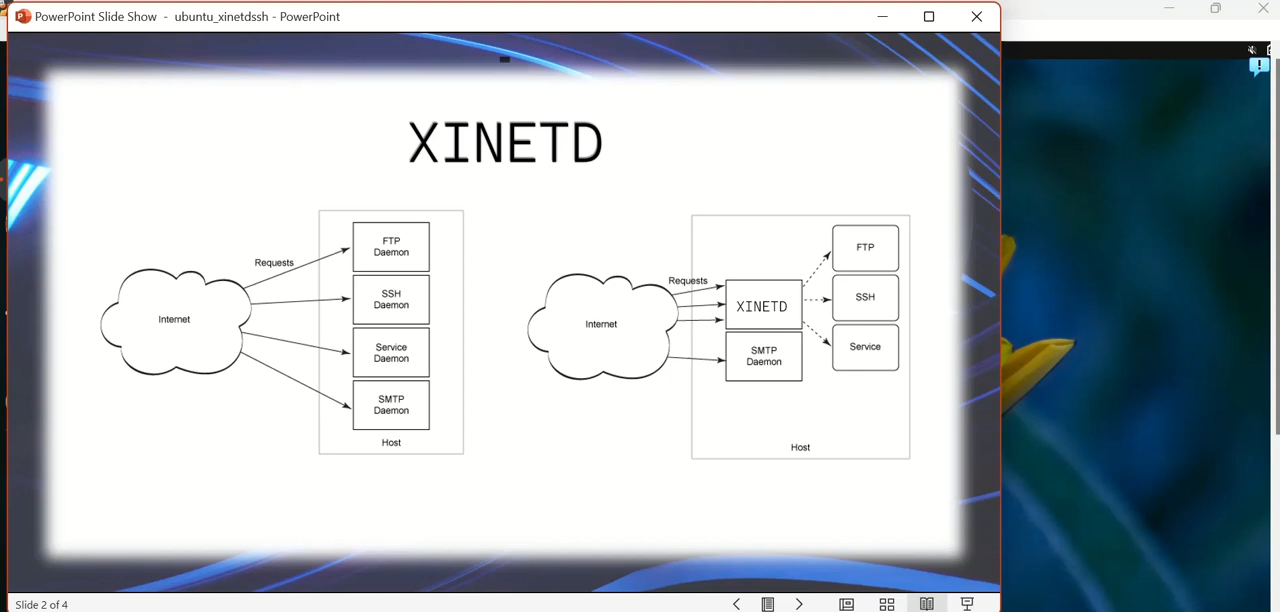 PowerPoint Slide Show - ubuntu_xinetdssh - PowerPoint
XINETD
Requests
Internet
FTP
Daemon
SSH
Daemon
Service
Daemon
SMTP
Daemon
Host
Requests
Internet
XINETD
SMTP
Daemon
FTP
SSH
Service
Host
Slide 2 of 4